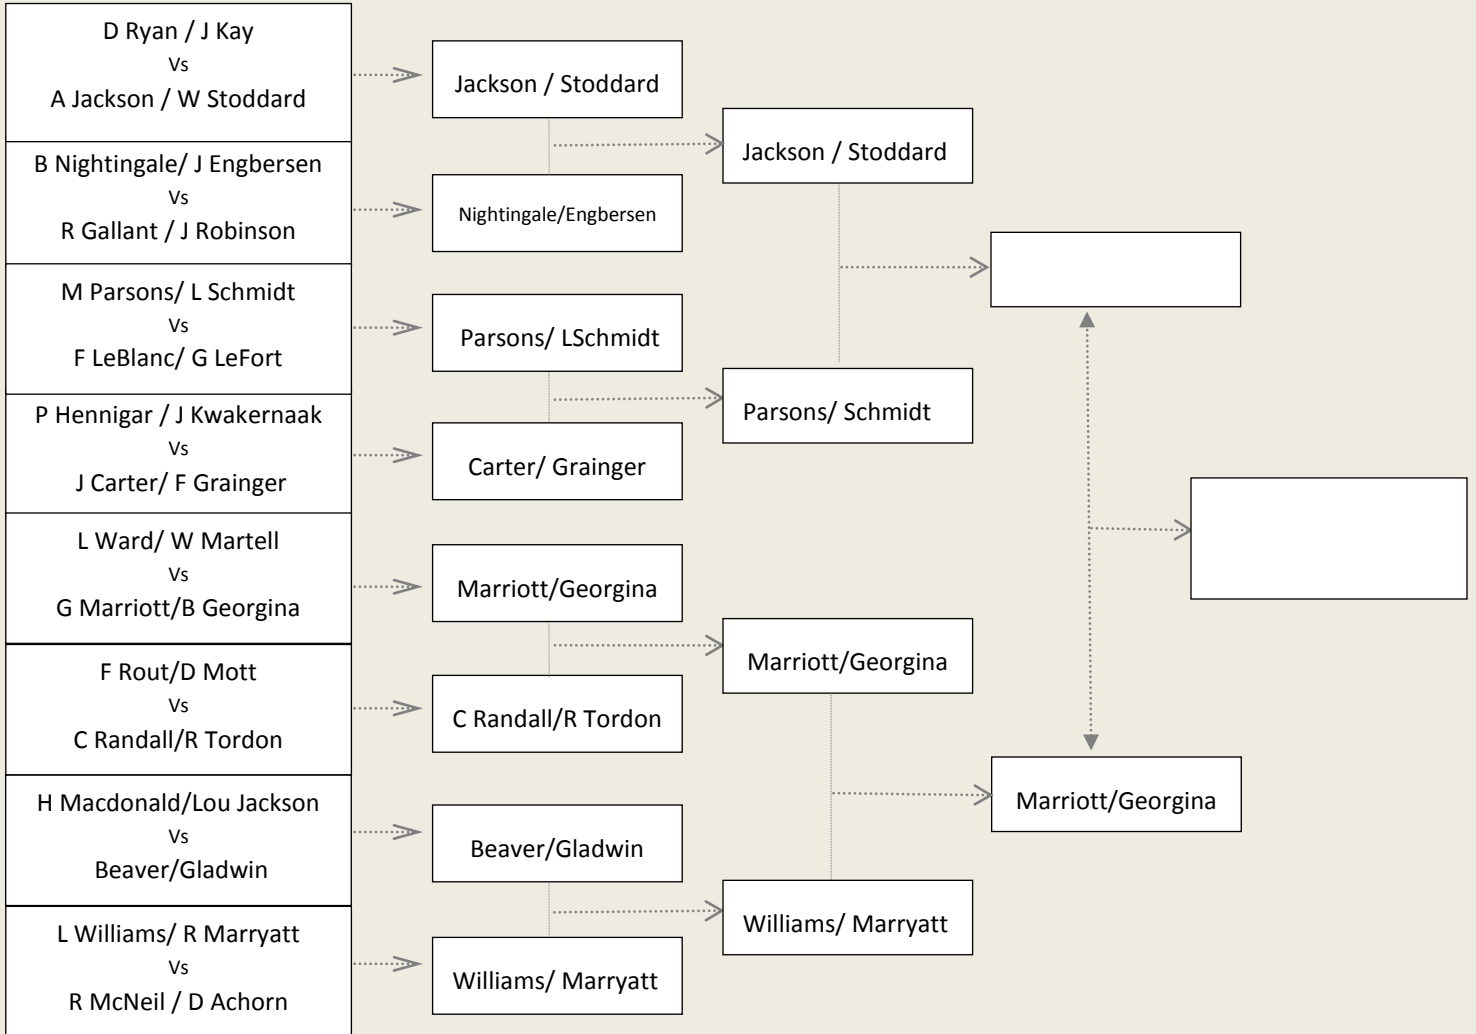 D Ryan / J Kay
Vs
A Jackson / W Stoddard
B Nightingale/ J Engbersen
Vs
R Gallant / J Robinson
M Parsons/ L Schmidt
Vs
F LeBlanc/ G LeFort
P Hennigar / J Kwakernaak
Vs
J Carter/ F Grainger
L Ward/ W Martell
Vs
G Marriott/B Georgina
F Rout/D Mott
Vs
C Randall/R Tordon
H Macdonald/Lou Jackson
Vs
Beaver/Gladwin
L Williams/ R Marryatt
Vs
R McNeil / D Achorn
Jackson / Stoddard
Nightingale/Engbersen
Parsons/ LSchmidt
Carter/ Grainger
Marriott/Georgina
C Randall/R Tordon
Beaver/Gladwin
Williams/ Marryatt
Jackson / Stoddard
Parsons/ Schmidt
Marriott/Georgina
Williams/ Marryatt
Marriott/Georgina